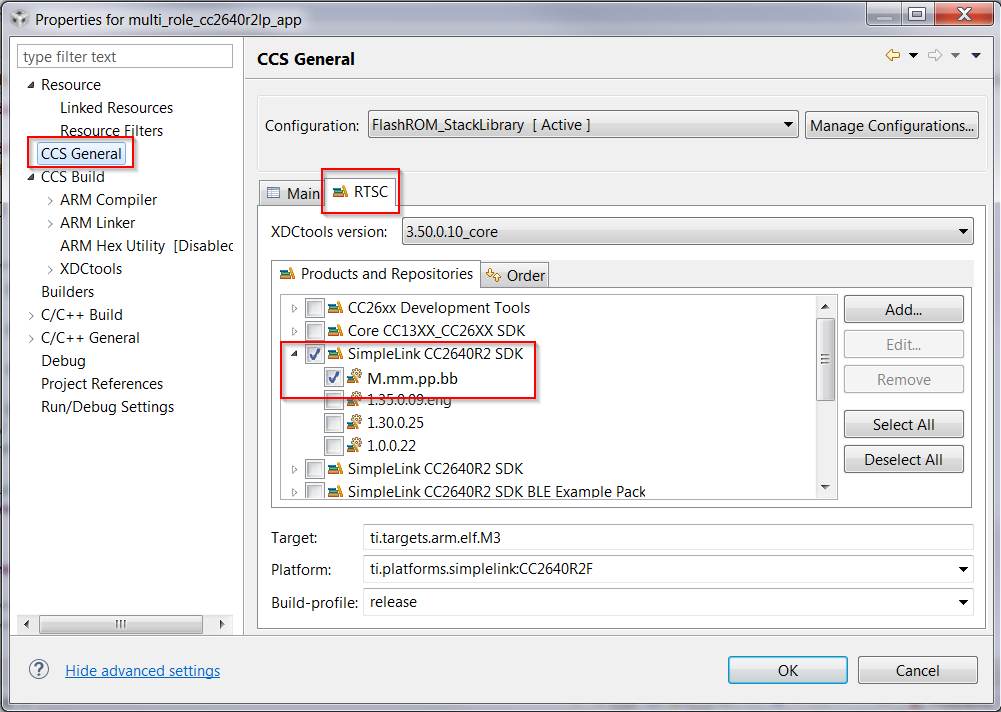 Properties for multi_role_cc2640r2lp_app
type filter text
Resource
Linked Resources
Resource Filters
CCS General
CCS Build
ARM Compiler
ARM Linker
ARM Hex Utility [Disabled
XDCtools
Builders
C/C++ Build
C/C++ General
Debug
Project References
Run/Debug Settings
CCS General
Configuration: FlashROM_StackLibrary [ Active ] Manage Configurations...
Main RTSC
XDCtools version: 3.50.0.10_core
Products and Repositories Order
CC26xx Development Tools
Core CC13XX_CC26XX SDK
SimpleLink CC2640R2 SDK
M.mm.pp.bb
1.35.0.09.eng
1.30.0.25
1.0.0.22
SimpleLink CC2640R2 SDK
SimpleLink CC2640R2 SDK BLE Example Pack
Add...
Edit...
Remove
Select All
Deselect All
Target: ti.targets.arm.elf.M3
Platform: ti.platforms.simplelink:CC2640R2F
Build-profile: release
Hide advanced settings
OK Cancel